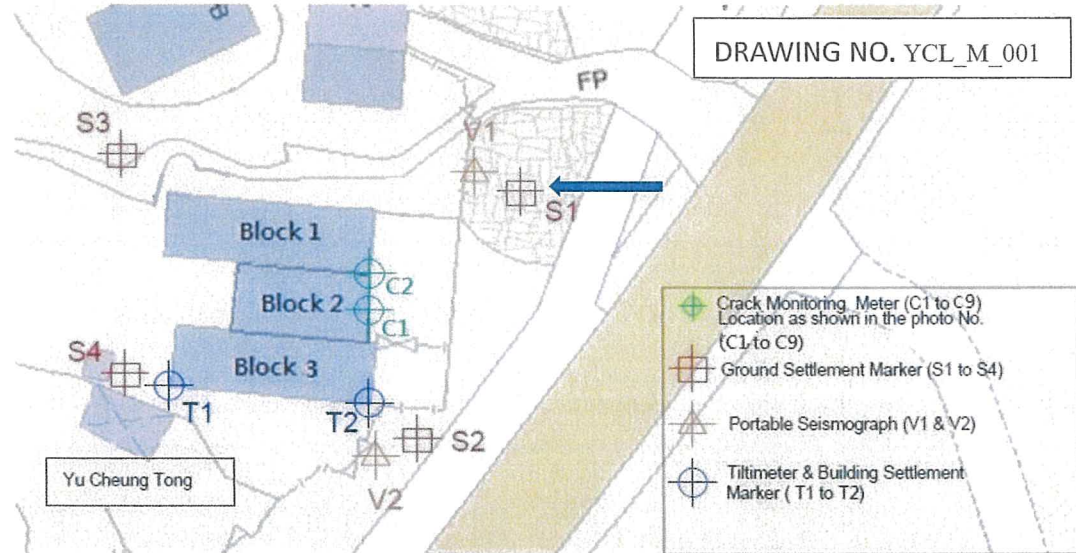 DRAWING NO. YCL_M_001
FP
S3
V1
S1
Block 1
C2
Block 2
C1
S4
Block 3
T1
T2
S2
V2
Yu Cheung Tong
Crack Monitoring Meter (C1 to C9)
Location as shown in the photo No.
(C1 to C9)
Ground Settlement Marker (S1 to S4)
Portable Seismograph (V1 & V2)
Tiltimeter & Building Settlement
Marker ( T1 to T2)